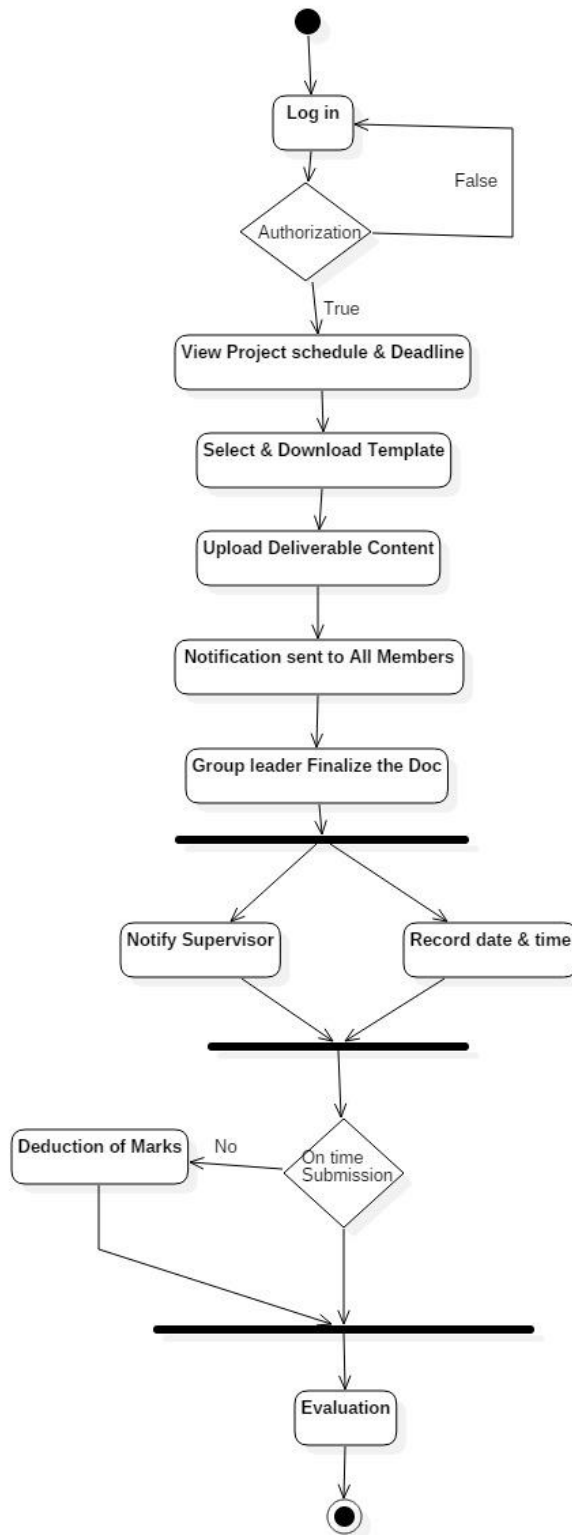 Log in
False
Authorization
True
View Project schedule & Deadline
Select & Download Template
Upload Deliverable Content
Notification sent to All Members
Group leader Finalize the Doc
Notify Supervisor
Record date & time
Deduction of Marks
No
On time
Submission
Evaluation